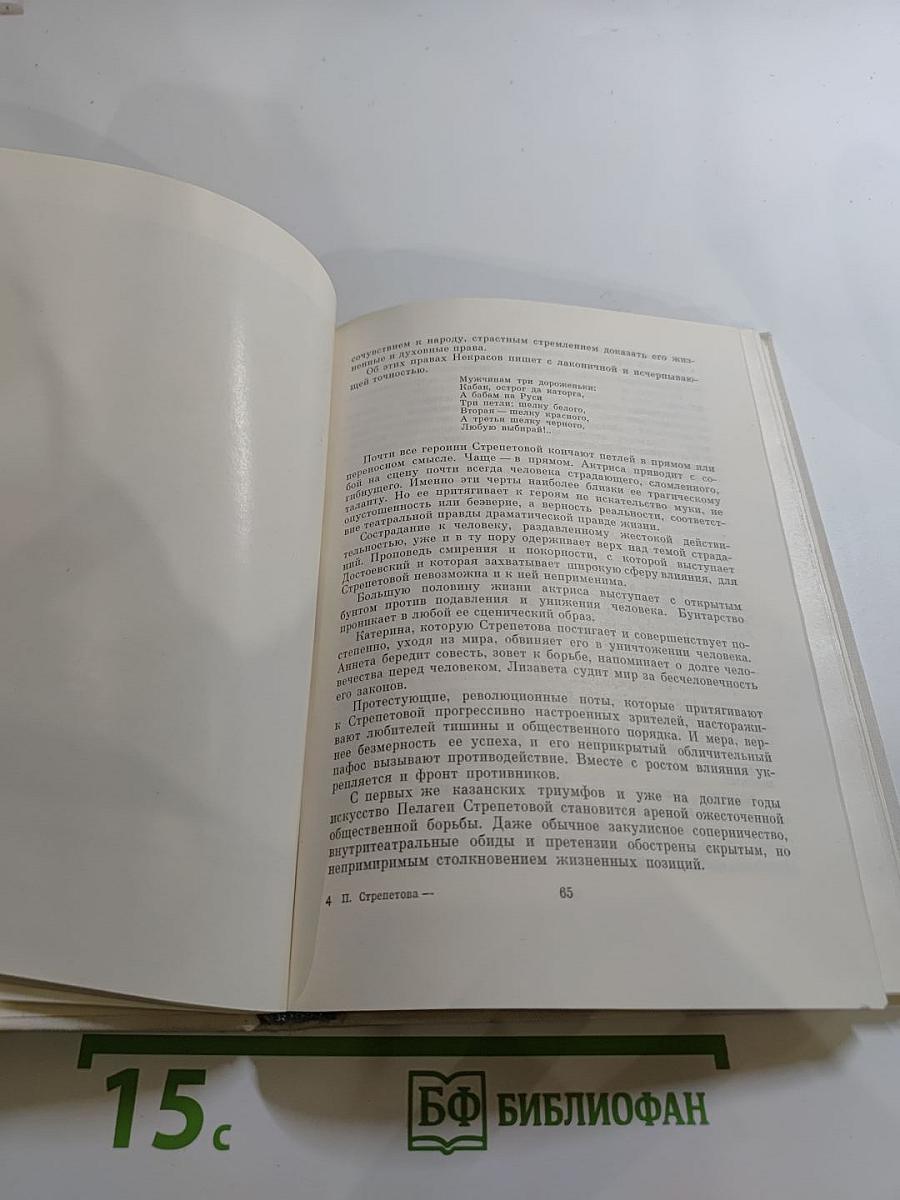 сочувствием к народу, страстным стремлением доказать его жиз-
ненные и духовные права.
Об этих правах Некрасов пишет с лаконичной и исчерпываю-
щей точностью.
Мужчинам три дороженьки:
Кабак, острог да каторга,
А бабам на Руси
Три петли: шелку белого,
Вторая — шелку красного,
А третья шелку черного,
Любую выбирай!..
Почти все героини Стрепетовой кончают петлей в прямом или
переносном смысле. Чаще — в прямом. Актриса приводит с со-
бой на сцену почти всегда человека страдающего, сломленного,
гибнущего. Именно эти черты наиболее близки ее трагическому
таланту. Но ее притягивает к героям не искательство муки, не
опустошенность или безверие, а верность реальности, соответст-
вие театральной правды драматической правде жизни.
Сострадание к человеку, раздавленному жестокой действи-
тельностью, уже и в ту пору одерживает верх над темой страда-
ний. Проповедь смирения и покорности, с которой выступает
Достоевский и которая захватывает широкую сферу влияния, для
Стрепетовой невозможна и к ней неприменима.
Большую половину жизни актриса выступает с открытым
бунтом против подавления и унижения человека. Бунтарство
проникает в любой ее сценический образ.
Катерина, которую Стрепетова постигает и совершенствует по-
степенно, уходя из мира, обвиняет его в уничтожении человека.
Аннета бередит совесть, зовет к борьбе, напоминает о долге чело-
вечества перед человеком. Лизавета судит мир за бесчеловечность
его законов.
Протестующие, революционные ноты, которые притягивают
к Стрепетовой прогрессивно настроенных зрителей, насторажи-
вают любителей тишины и общественного порядка. И мера, вер-
нее безмерность ее успеха, и его неприкрытый обличительный
пафос вызывают противодействие. Вместе с ростом влияния ук-
репляется и фронт противников.
С первых же казанских триумфов и уже на долгие годы
искусство Пелагеи Стрепетовой становится ареной ожесточенной
общественной борьбы. Даже обычное закулисное соперничество,
внутритеатральные обиды и претензии обострены скрытым, но
непримиримым столкновением жизненных позиций.
4 П. Стрепетова —
65
15 с
БФ БИБЛИОФАН